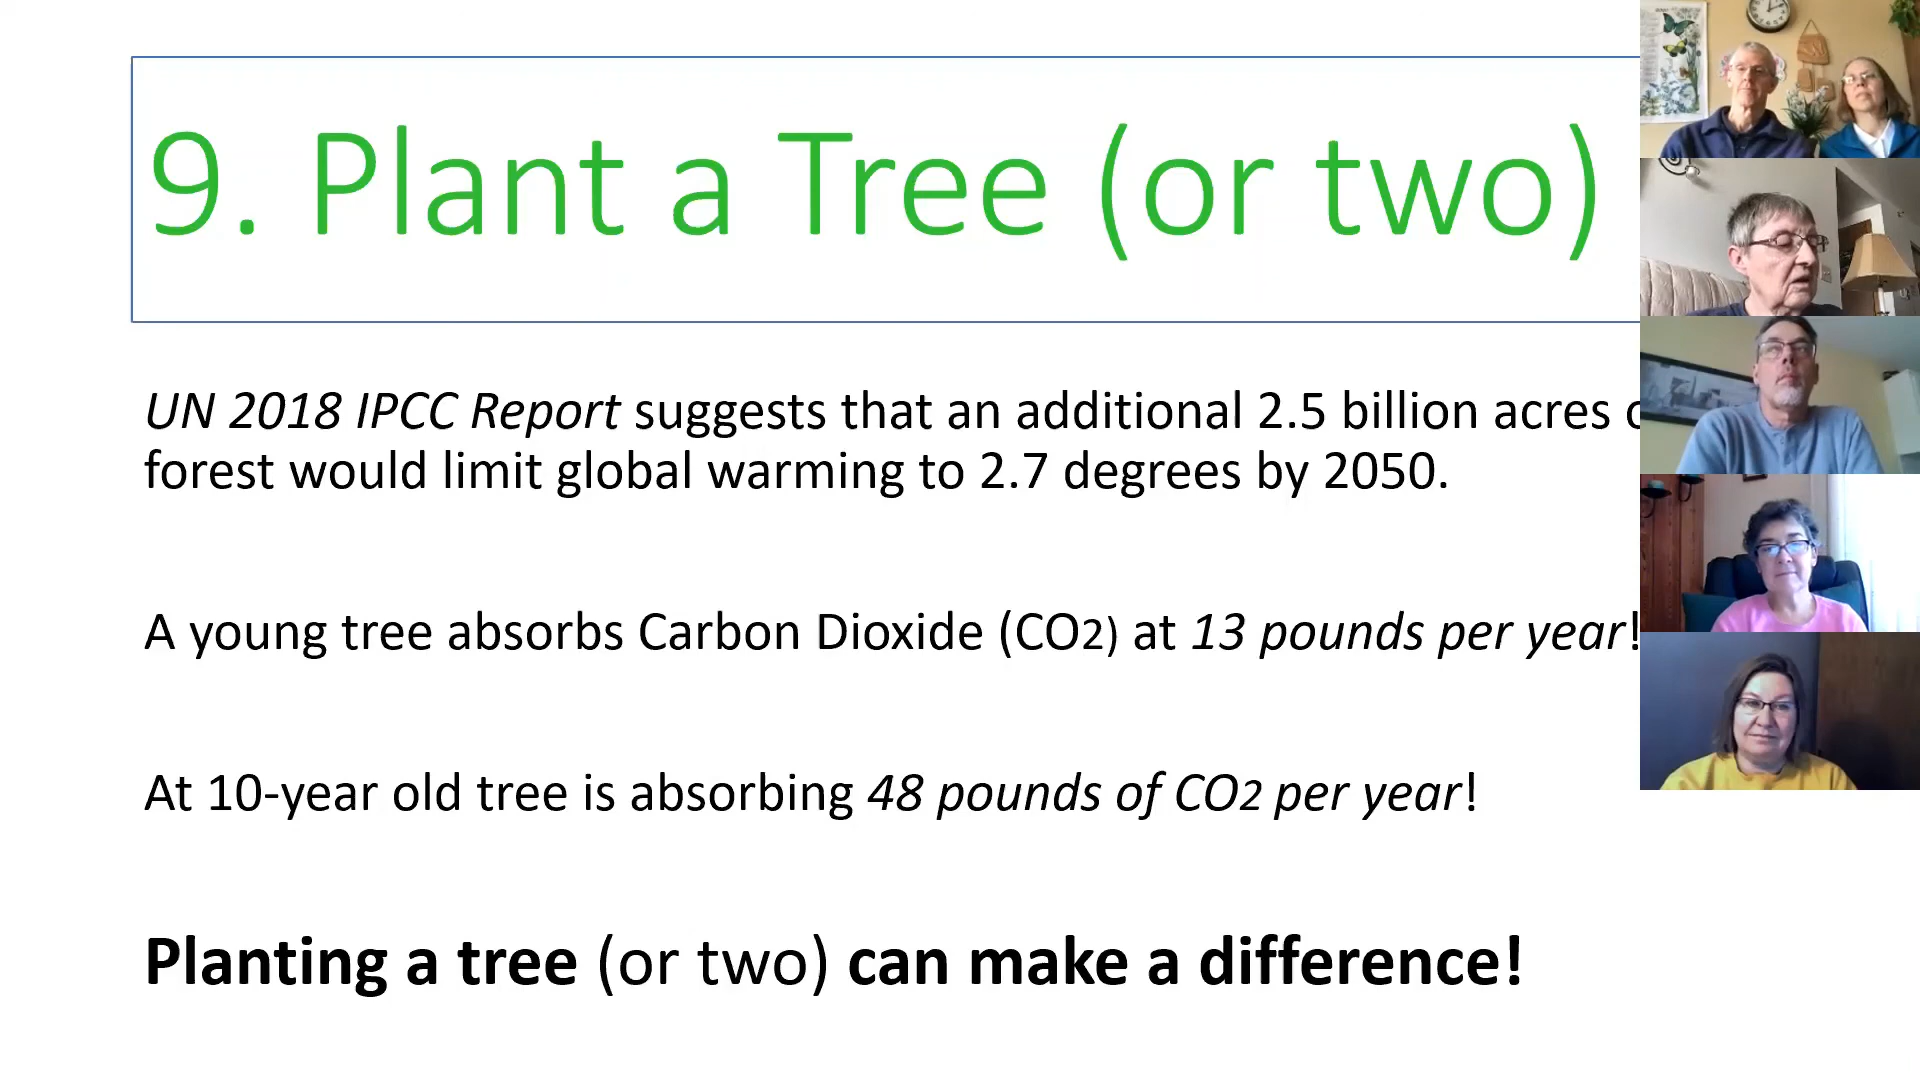 9. Plant a Tree (or two)
UN 2018 IPCC Report suggests that an additional 2.5 billion acres
forest would limit global warming to 2.7 degrees by 2050.
A young tree absorbs Carbon Dioxide (CO2) at 13 pounds per year!
At 10-year old tree is absorbing 48 pounds of CO2 per year!
Planting a tree (or two) can make a difference!